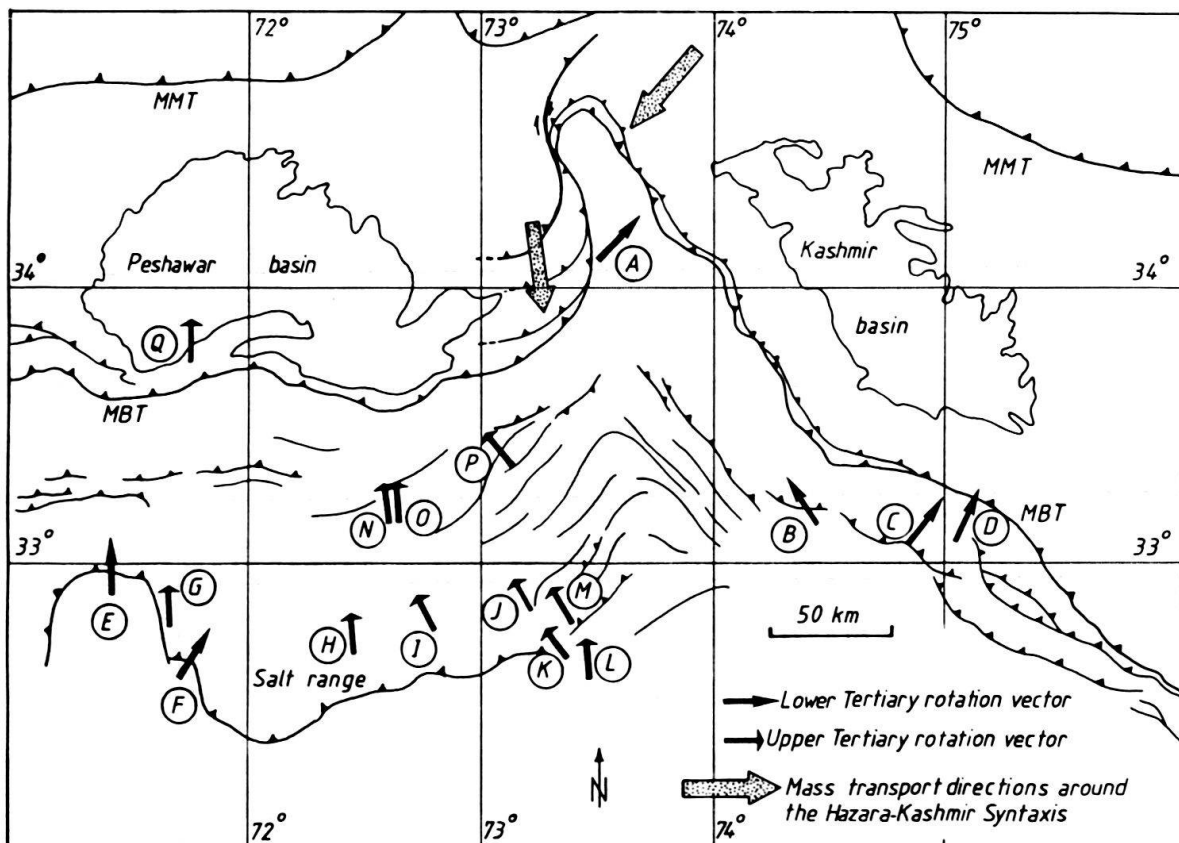 72°
73°
74°
75°
MMT
MMT
Peshawar basin
Kashmir
basin
34°
34°
A
Q
MBT
P
N
O
B
C
D
MBT
33°
33°
E
G
F
H
I
J
M
K
L
50 km
Salt range
Lower Tertiary rotation vector
Upper Tertiary rotation vector
N
Mass transport directions around
the Hazara-Kashmir Syntaxis
72°
73°
74°
75°